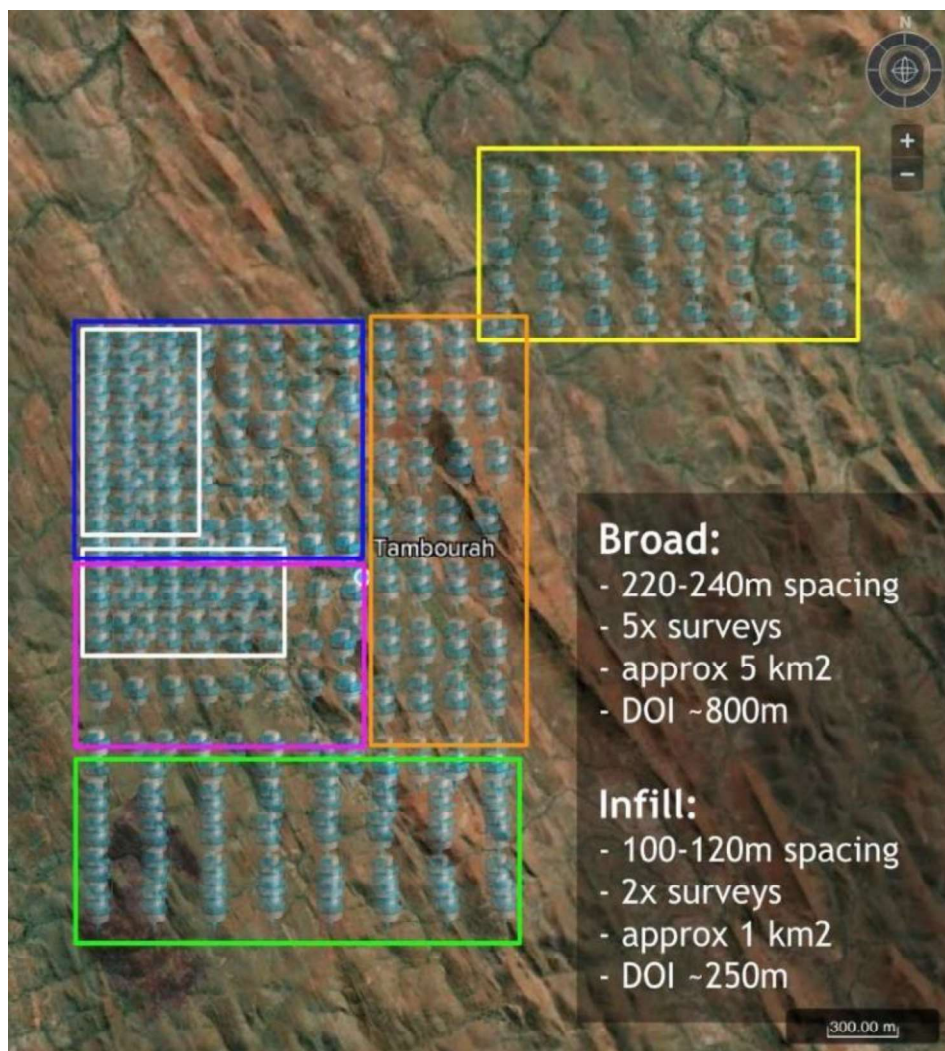 N
+
−
Tambourah
Broad:
- 220-240m spacing
- 5x surveys
- approx 5 km2
- DOI ~800m
Infill:
- 100-120m spacing
- 2x surveys
- approx 1 km2
- DOI ~250m
300.00 m